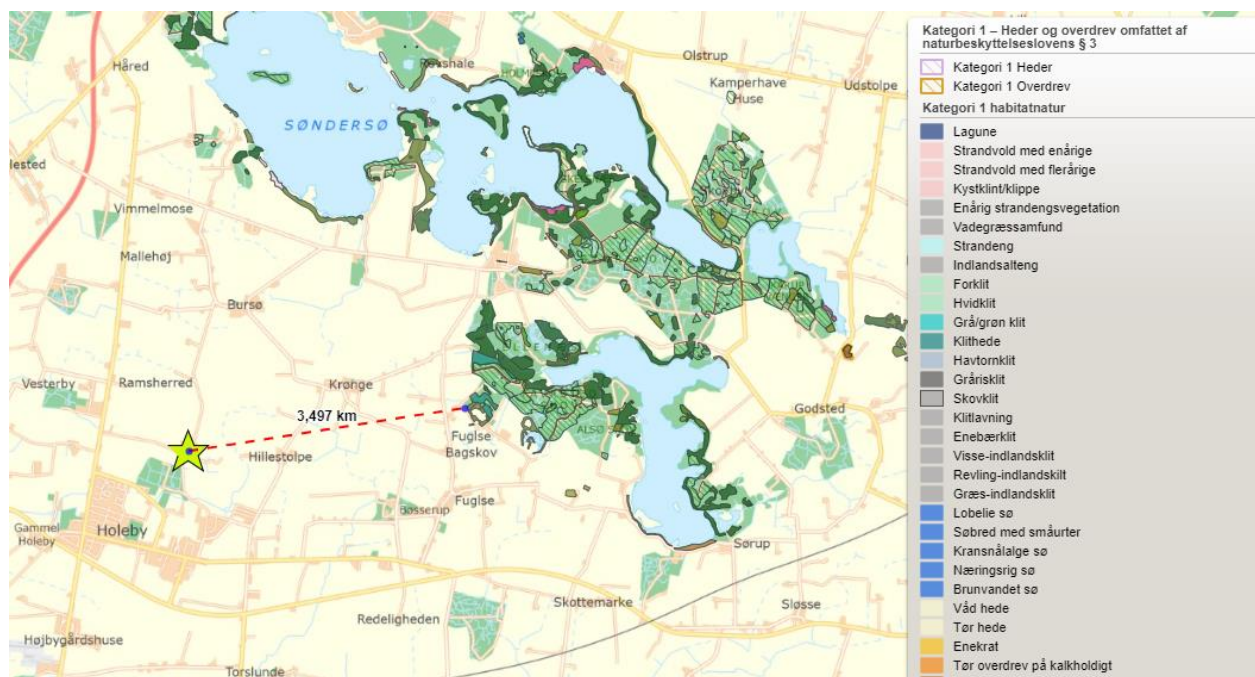 Håred
SØNDERSØ
Olstrup
Kamperhave
Huse
Udstolpe
Vimmelmose
Mallehøj
Bursø
Vesterby
Ramsherred
Krønge
3,497 km
Hillestolpe
Fuglse
Bagskov
Godsted
Fuglse
Holeby
Gammel
Holeby
Sørup
Skottemarke
Sløsse
Redeligheden
Højbygårdshuse
Torslunde
Kategori 1 – Heder og overdrev omfattet af
naturbeskyttelseslovens § 3
Kategori 1 Heder
Kategori 1 Overdrev
Kategori 1 habitatnatur
Lagune
Strandvold med enårige
Strandvold med flerårige
Kystklint/klippe
Enårig strandengsvegetation
Vadegræssamfund
Strandeng
Indlandsalteng
Forklit
Hvidklit
Grå/grøn klit
Klithede
Havtornklit
Grårisklit
Skovklit
Klitlavning
Enebærklit
Visse-indlandsklit
Revling-indlandskilt
Græs-indlandsklit
Lobelie sø
Søbred med småurter
Kransnålalge sø
Næringsrig sø
Brunvandet sø
Våd hede
Tør hede
Enekrat
Tør overdrev på kalkholdigt